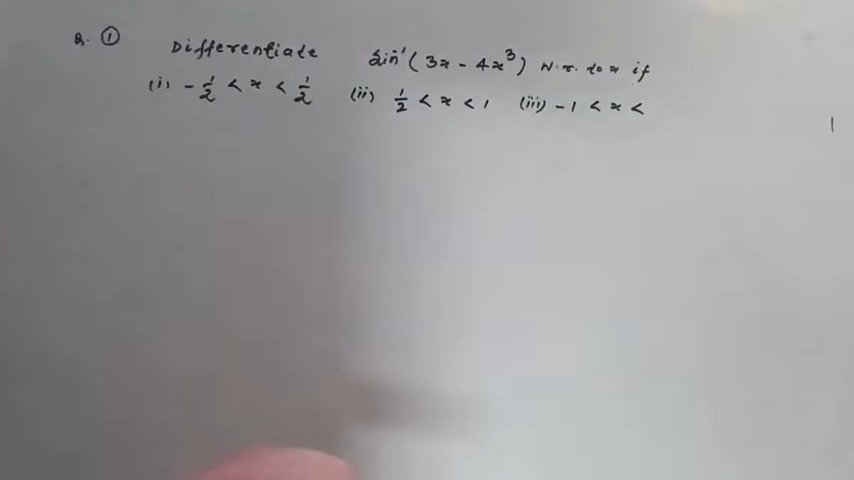 Q. ① Differentiate sin⁻¹(3x - 4x³) w.r. to x if
(i) -1/2 < x < 1/2 (ii) 1/2 < x < 1 (iii) -1 < x <